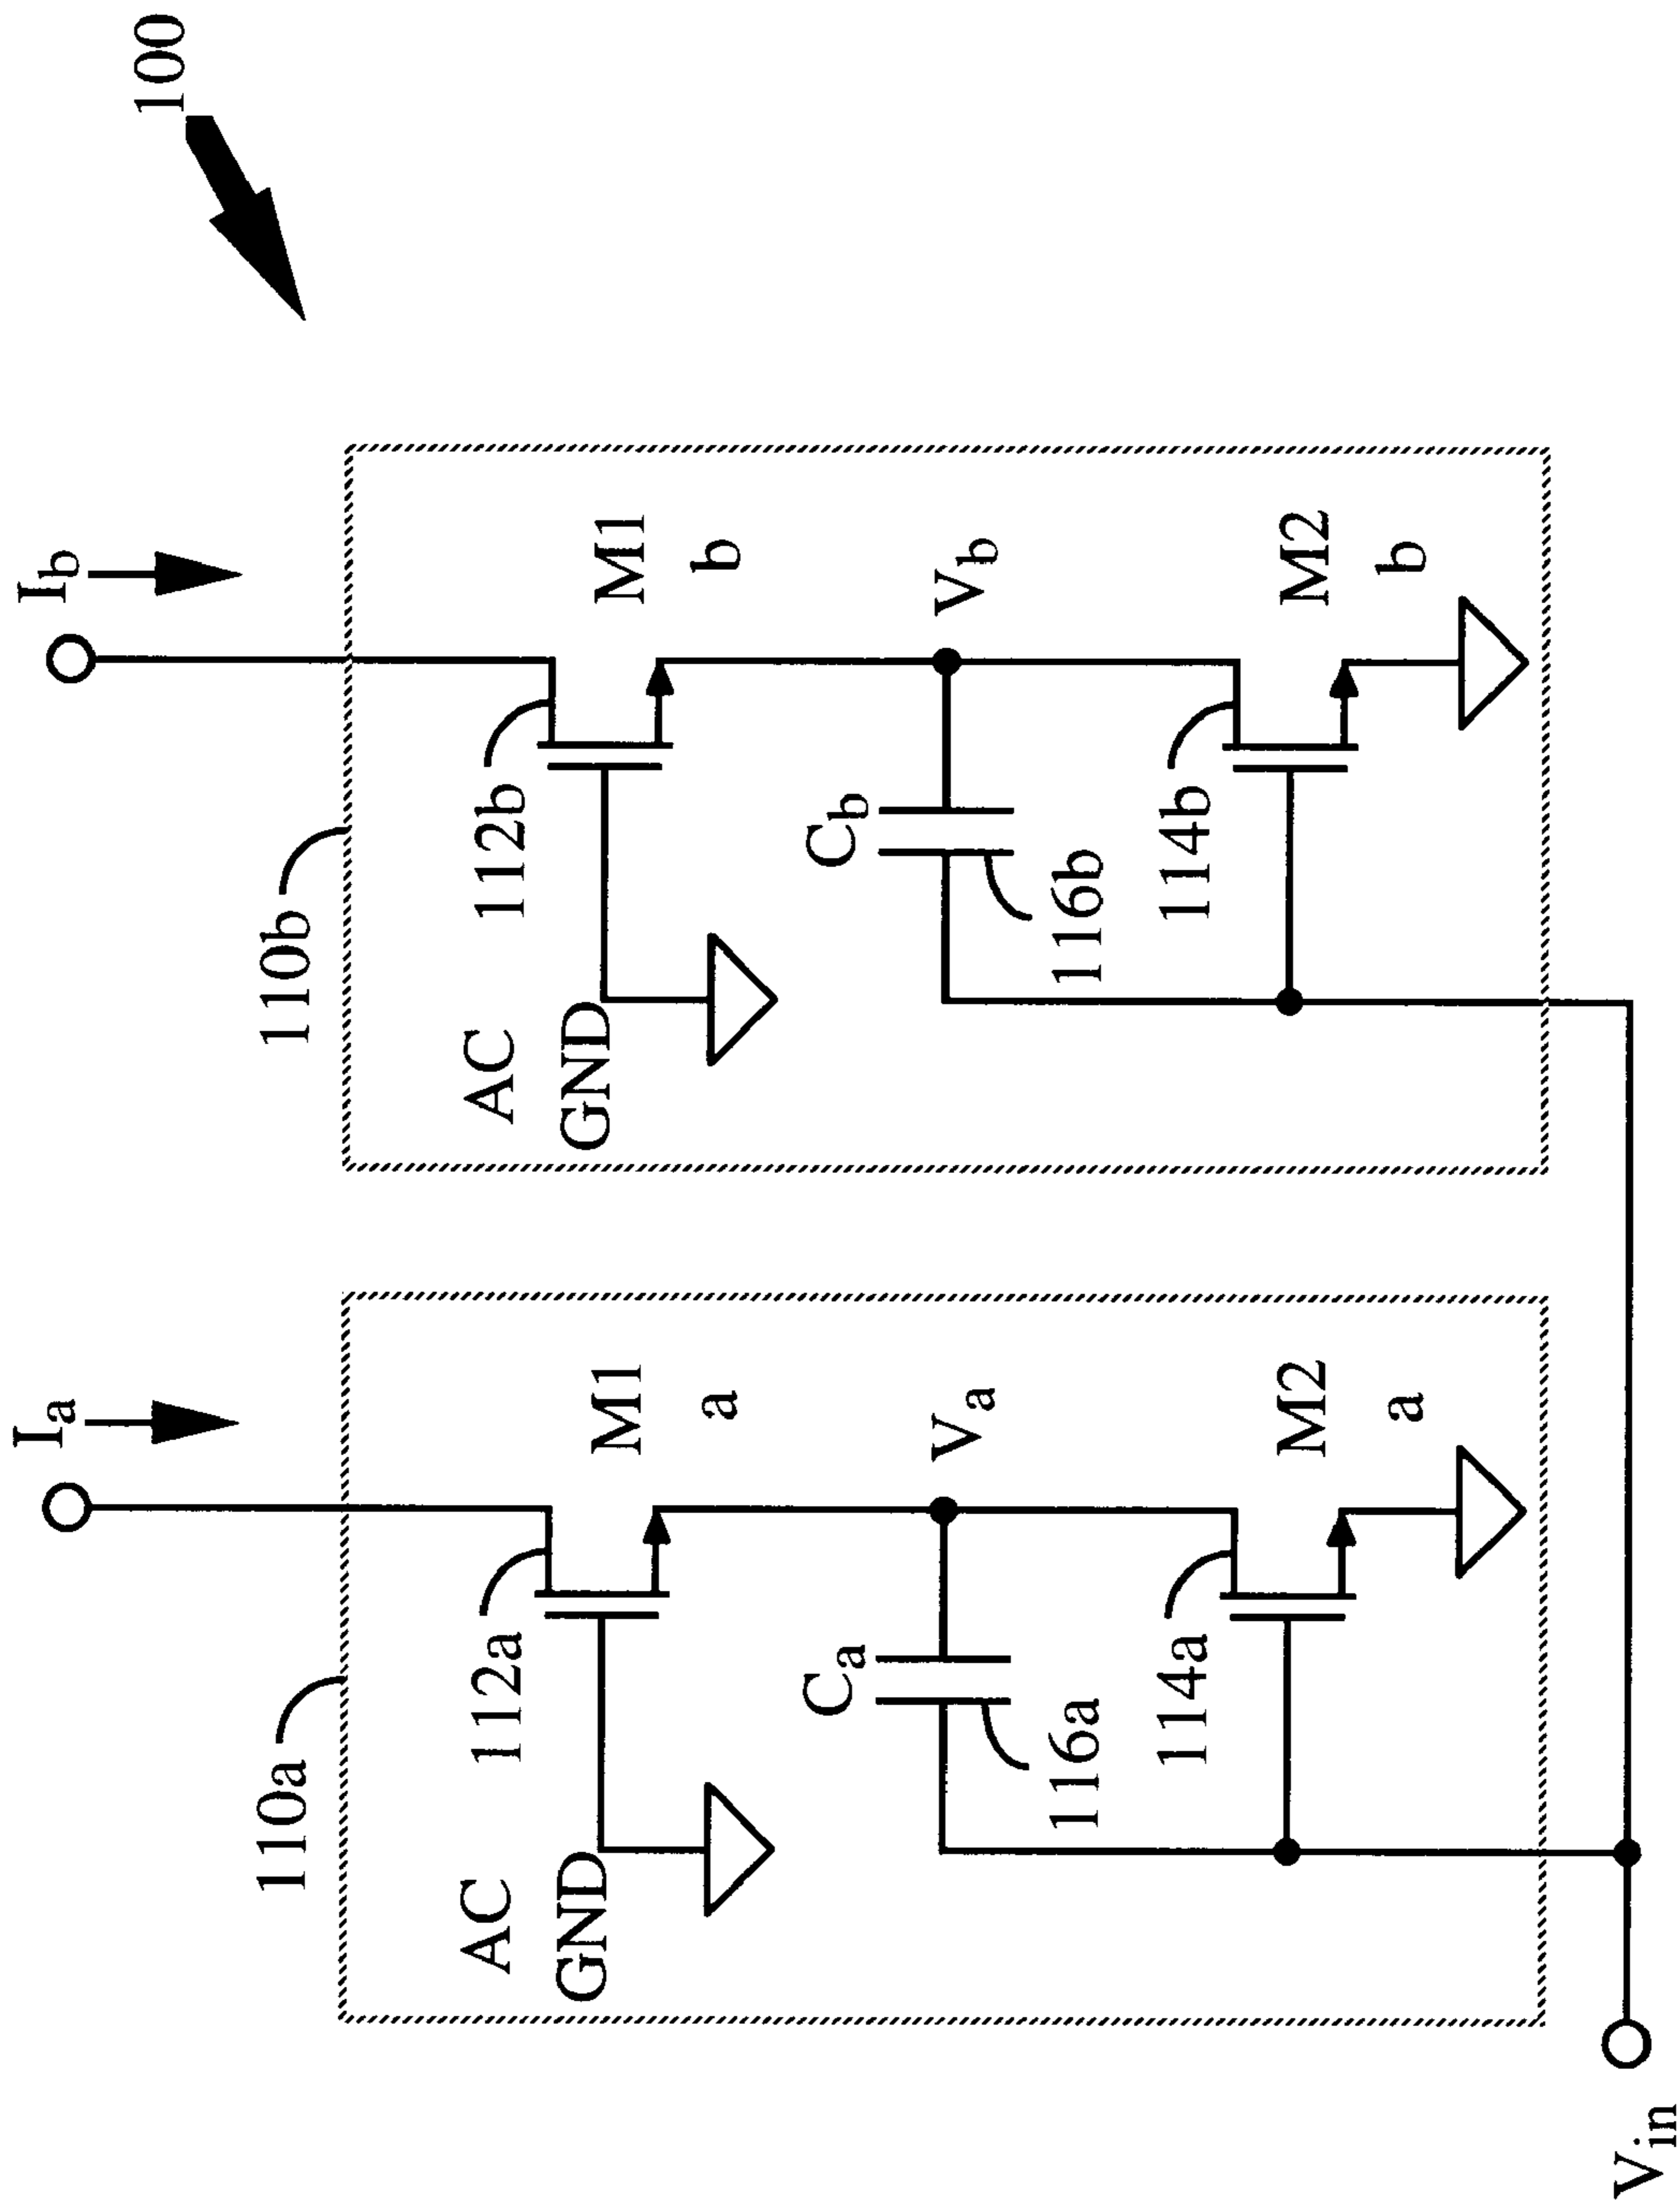 100
I_a
I_b
110a
110b
AC
GND
112a
M1
a
AC
GND
112b
M1
b
C_a
V_a
116a
C_b
V_b
116b
114a
M2
a
114b
M2
b
V_in